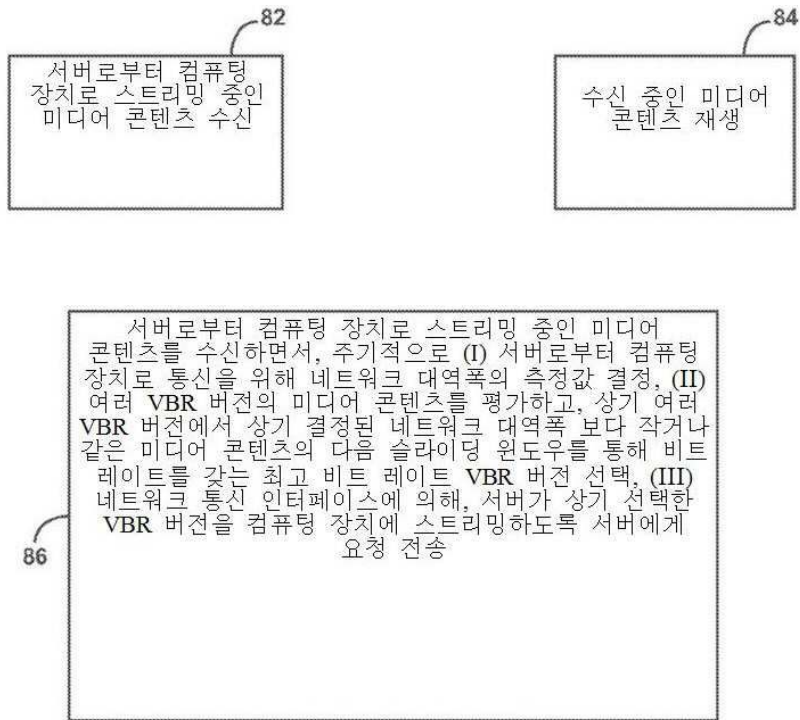 82
서버로부터 컴퓨팅
장치로 스트리밍 중인
미디어 콘텐츠 수신
84
수신 중인 미디어
콘텐츠 재생
서버로부터 컴퓨팅 장치로 스트리밍 중인 미디어
콘텐츠를 수신하면서, 주기적으로 (I) 서버로부터 컴퓨팅
장치로 통신을 위해 네트워크 대역폭의 측정값 결정, (II)
여러 VBR 버전의 미디어 콘텐츠를 평가하고, 상기 여러
VBR 버전에서 상기 결정된 네트워크 대역폭 보다 작거나
같은 미디어 콘텐츠의 다음 슬라이딩 윈도우를 통해 비트
레이트를 갖는 최고 비트 레이트 VBR 버전 선택, (III)
네트워크 통신 인터페이스에 의해, 서버가 상기 선택한
VBR 버전을 컴퓨팅 장치에 스트리밍하도록 서버에게
요청 전송
86